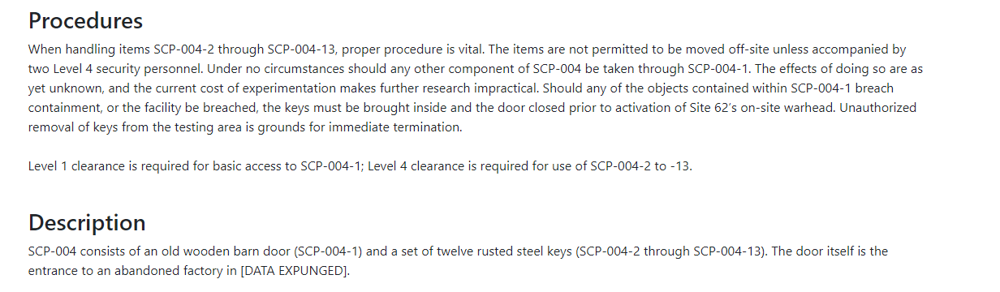 Procedures
When handling items SCP-004-2 through SCP-004-13, proper procedure is vital. The items are not permitted to be moved off-site unless accompanied by
two Level 4 security personnel. Under no circumstances should any other component of SCP-004 be taken through SCP-004-1. The effects of doing so are as
yet unknown, and the current cost of experimentation makes further research impractical. Should any of the objects contained within SCP-004-1 breach
containment, or the facility be breached, the keys must be brought inside and the door closed prior to activation of Site 62’s on-site warhead. Unauthorized
removal of keys from the testing area is grounds for immediate termination.
Level 1 clearance is required for basic access to SCP-004-1; Level 4 clearance is required for use of SCP-004-2 to -13.
Description
SCP-004 consists of an old wooden barn door (SCP-004-1) and a set of twelve rusted steel keys (SCP-004-2 through SCP-004-13). The door itself is the
entrance to an abandoned factory in [DATA EXPUNGED].